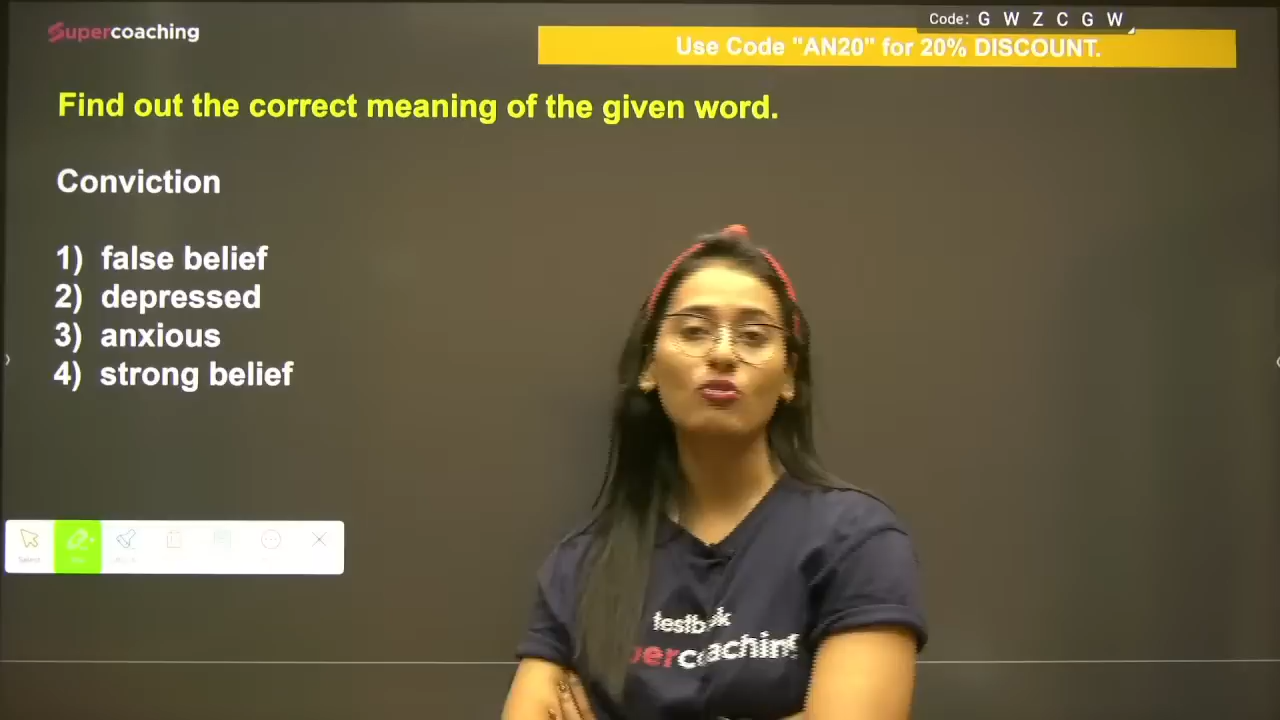 Supercoaching
Code: G W Z C G W
Use Code "AN20" for 20% DISCOUNT.
Find out the correct meaning of the given word.
Conviction
1) false belief
2) depressed
3) anxious
4) strong belief
Select
testbook
supercoaching